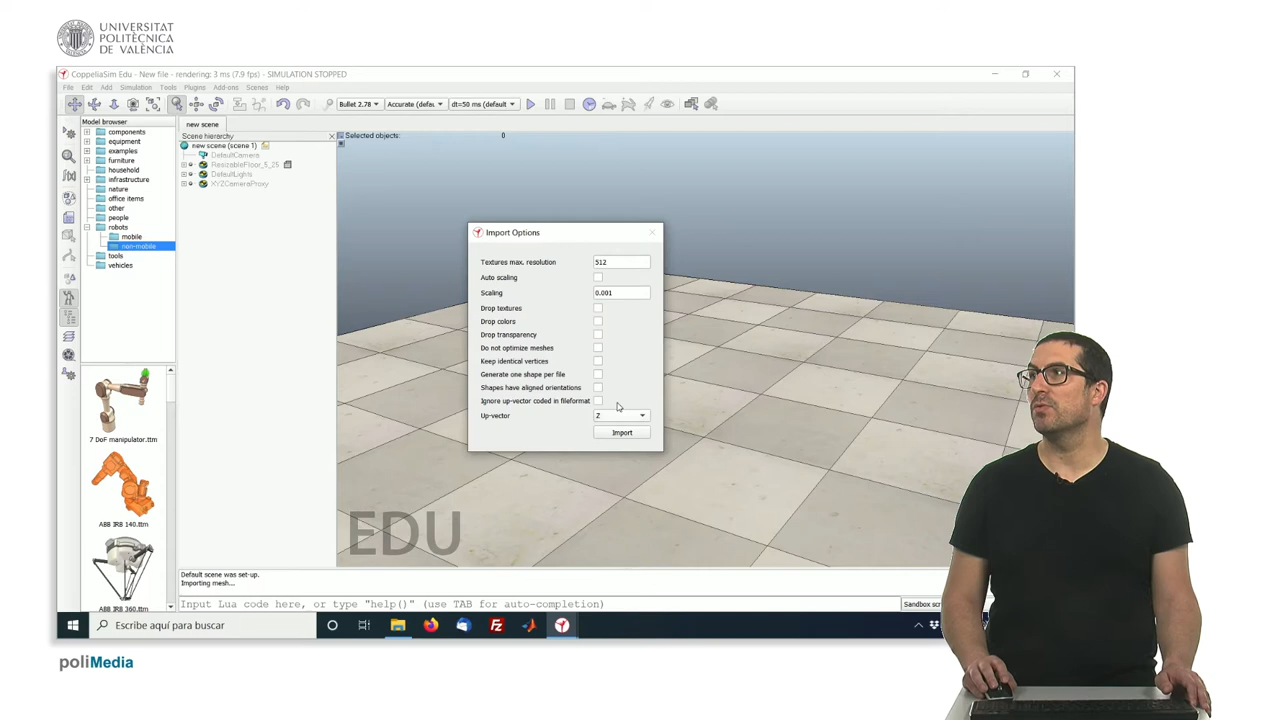 UNIVERSITAT
POLITÈCNICA
DE VALÈNCIA
CoppeliaSim Edu - New file - rendering: 3 ms (7.9 fps) - SIMULATION STOPPED
File Edit Add Simulation Tools Plugins Add-ons Scenes Help
Bullet 2.78 Accurate (defau dt=50 ms (default
Model browser
components
equipment
examples
furniture
household
infrastructure
nature
office items
other
people
robots
mobile
non-mobile
tools
vehicles
7 DoF manipulator.ttm
ABB IRB 140.ttm
ABB IRB 360.ttm
new scene
Scene hierarchy
new scene (scene 1)
DefaultCamera
ResizableFloor_5_25
DefaultLights
XYZCameraProxy
Selected objects: 0
Import Options
Textures max. resolution 512
Auto scaling
Scaling 0.001
Drop textures
Drop colors
Drop transparency
Do not optimize meshes
Keep identical vertices
Generate one shape per file
Shapes have aligned orientations
Ignore up-vector coded in fileformat
Up-vector Z
Import
EDU
Default scene was set-up.
Importing mesh...
Input Lua code here, or type "help()" (use TAB for auto-completion)
Sandbox scr
Escribe aquí para buscar
poliMedia